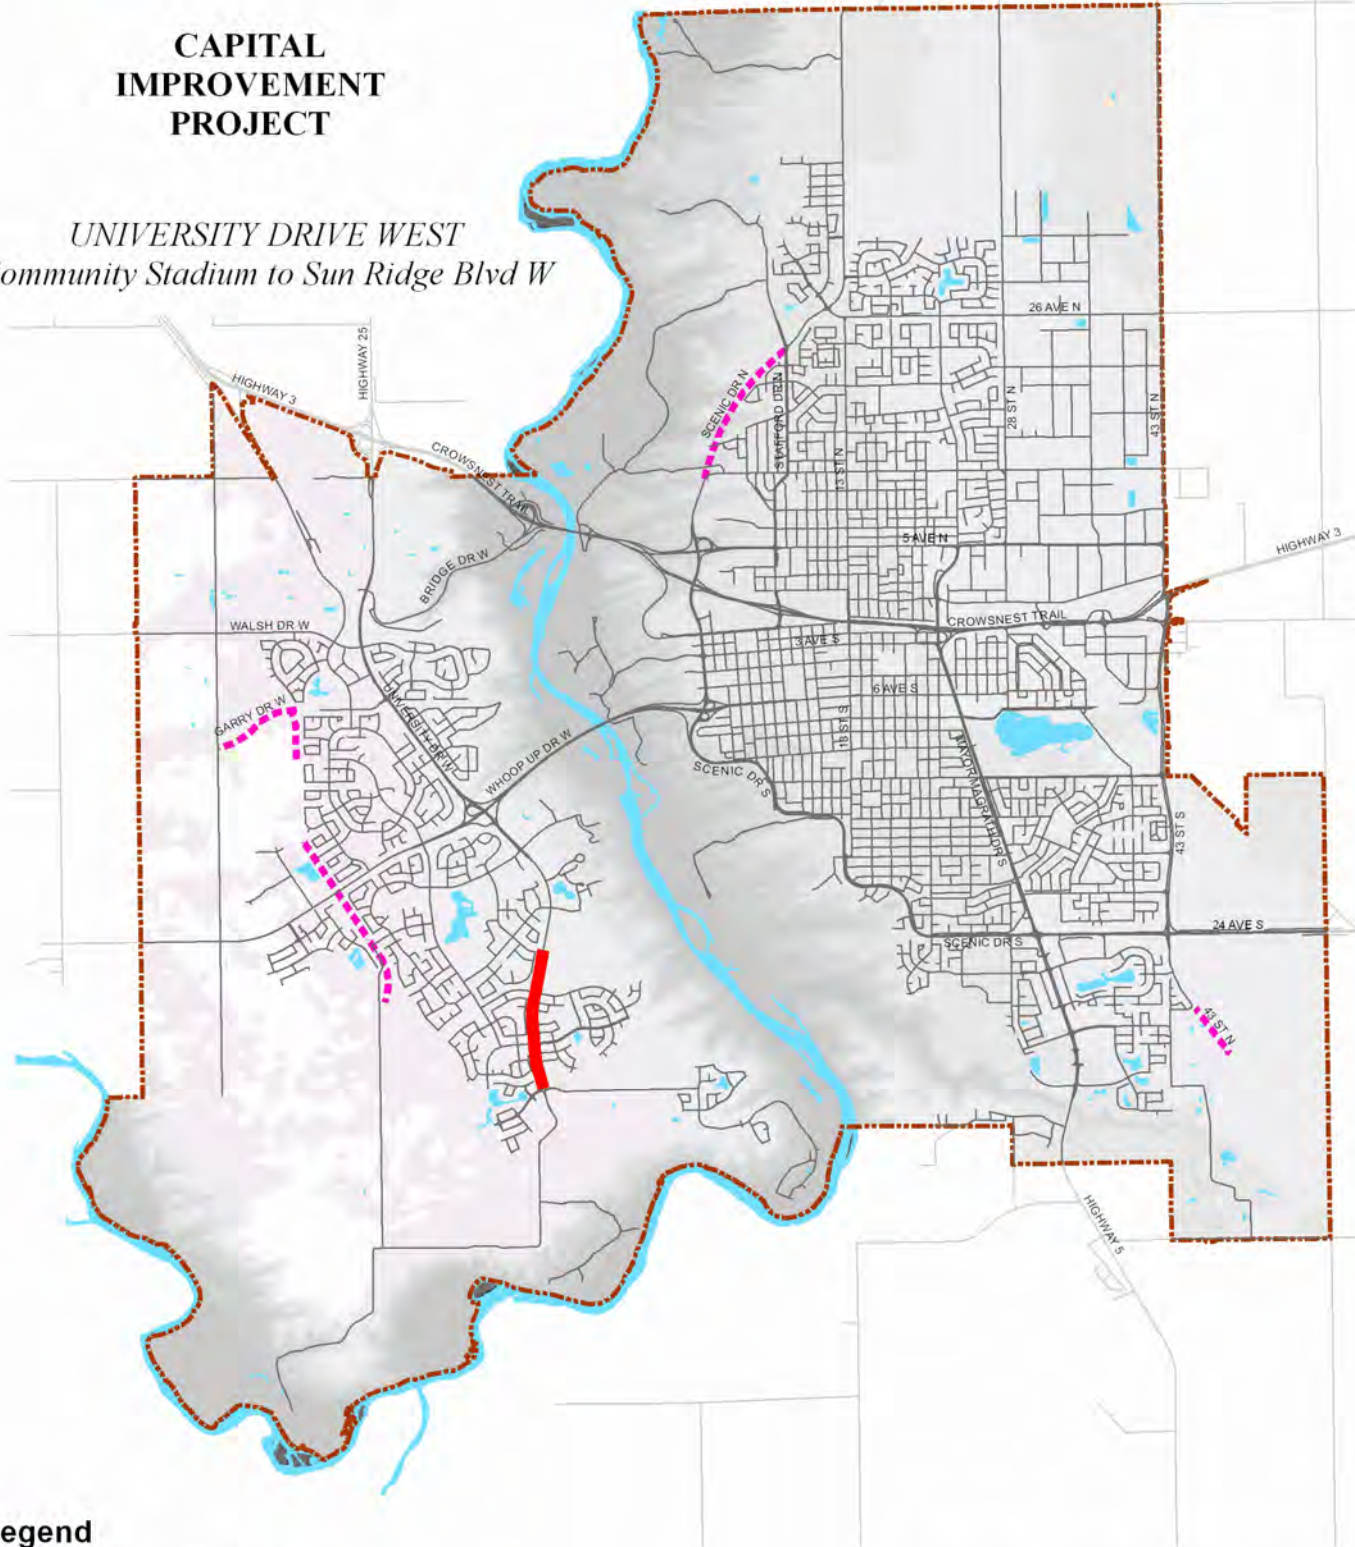 CAPITAL
IMPROVEMENT
PROJECT
UNIVERSITY DRIVE WEST
ommunity Stadium to Sun Ridge Blvd W
HIGHWAY 25
HIGHWAY 3
CROWSNEST TRAIL
BRIDGE DR W
WALSH DR W
GARRY DR W
UNIVERSITY DR W
WHOOP UP DR W
SCENIC DR N
STAFFORD DR N
13 ST N
26 AVE N
28 ST N
43 ST N
5 AVE N
HIGHWAY 3
CROWSNEST TRAIL
3 AVE S
6 AVE S
13 ST S
SCENIC DR S
MAYOR MAGRATH DR S
43 ST S
24 AVE S
SCENIC DR S
43 ST N
HIGHWAY 5
egend